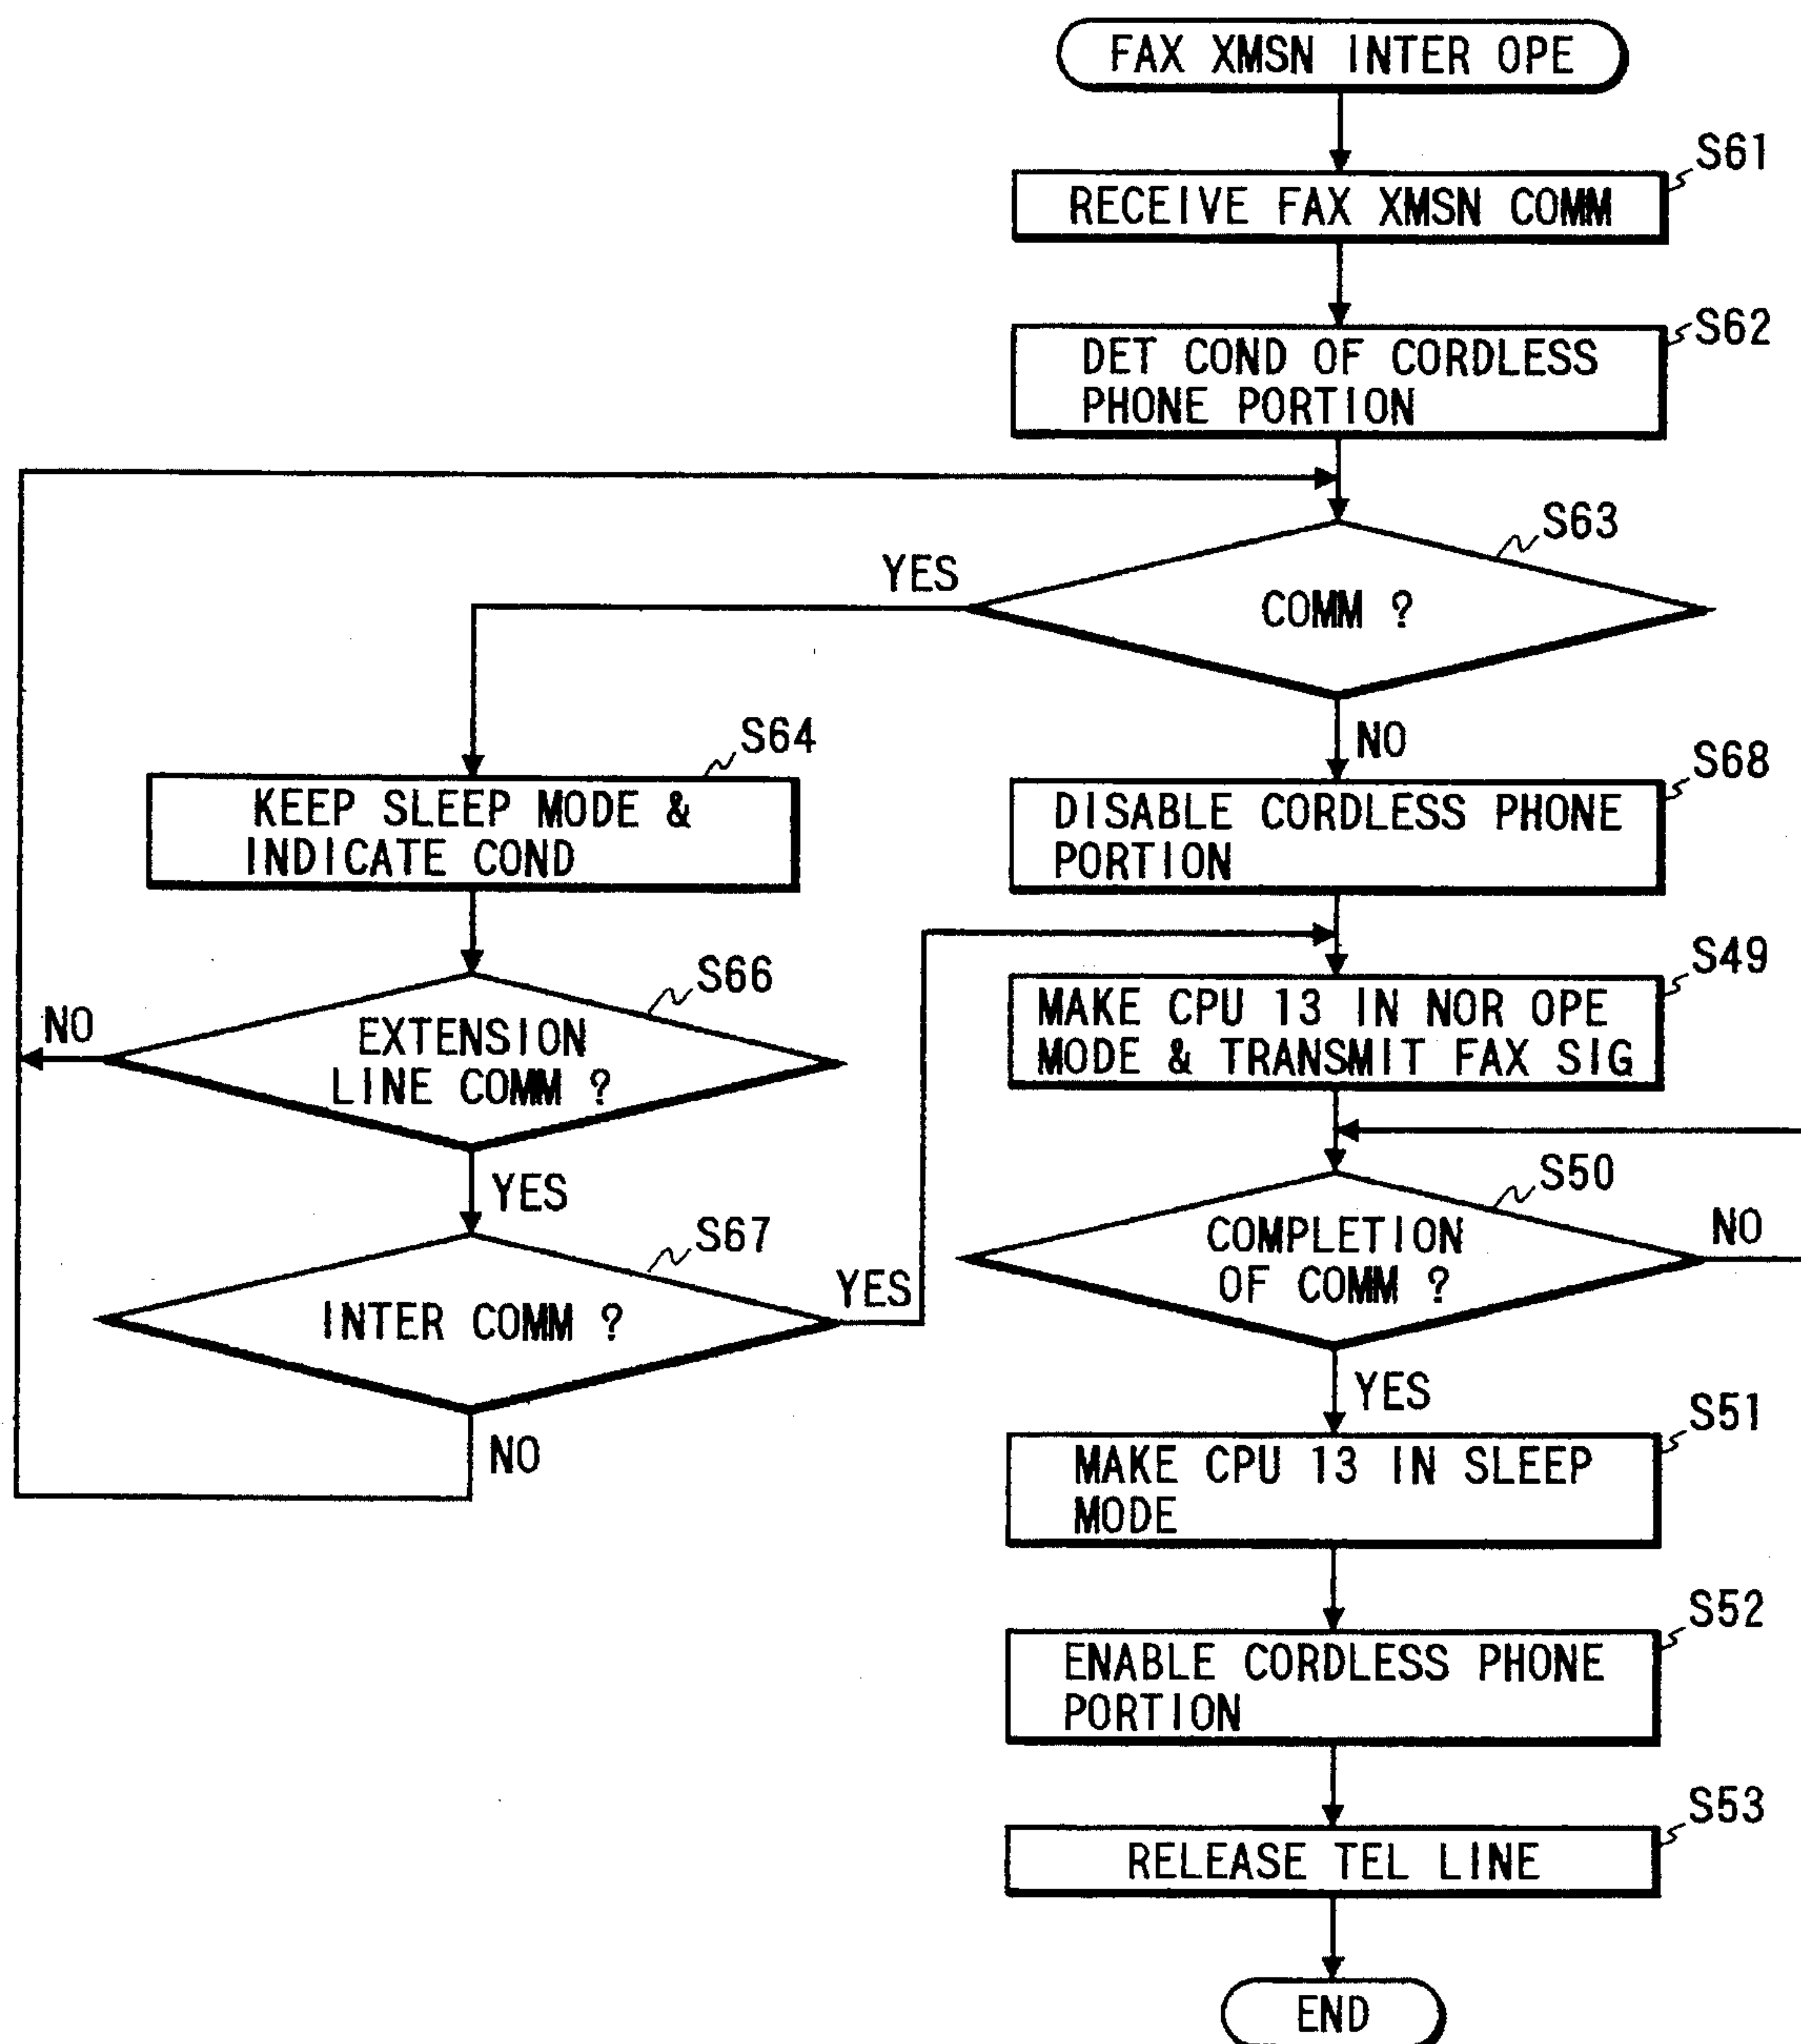 FAX XMSN INTER OPE
S61
RECEIVE FAX XMSN COMM
S62
DET COND OF CORDLESS
PHONE PORTION
S63
YES
COMM ?
NO
S64
KEEP SLEEP MODE &
INDICATE COND
S68
DISABLE CORDLESS PHONE
PORTION
S66
NO
EXTENSION
LINE COMM ?
YES
S49
MAKE CPU 13 IN NOR OPE
MODE & TRANSMIT FAX SIG
S67
YES
INTER COMM ?
NO
S50
NO
COMPLETION
OF COMM ?
YES
S51
MAKE CPU 13 IN SLEEP
MODE
S52
ENABLE CORDLESS PHONE
PORTION
S53
RELEASE TEL LINE
END